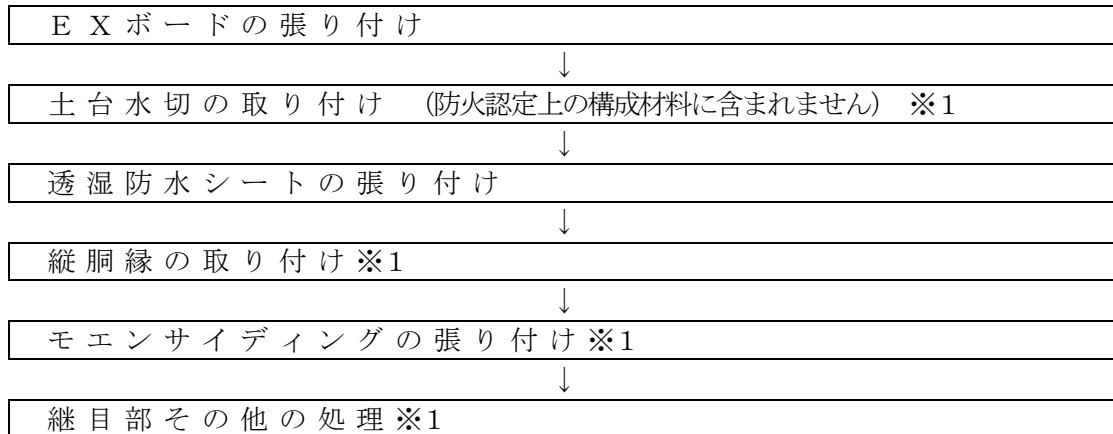 ＥＸボードの張り付け
↓
土台水切の取り付け （防火認定上の構成材料に含まれません） ※１
↓
透湿防水シートの張り付け
↓
縦胴縁の取り付け※１
↓
モエンサイディングの張り付け※１
↓
継目部その他の処理※１